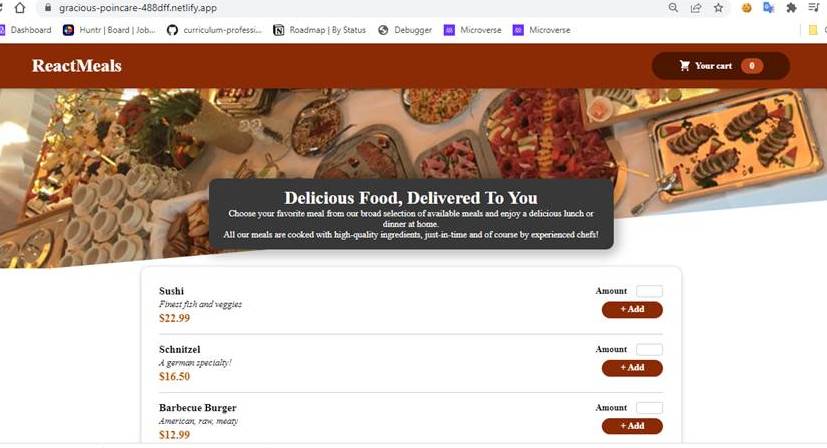 gracious-poincare-488dff.netlify.app
Dashboard Huntr | Board | Job... curriculum-professi... Roadmap | By Status Debugger Microverse Microverse
ReactMeals Your cart 0
Delicious Food, Delivered To You
Choose your favorite meal from our broad selection of available meals and enjoy a delicious lunch or
dinner at home.
All our meals are cooked with high-quality ingredients, just-in-time and of course by experienced chefs!
Sushi Amount
Finest fish and veggies
$22.99 + Add
Schnitzel Amount
A german specialty!
$16.50 + Add
Barbecue Burger Amount
American, raw, meaty
$12.99 + Add